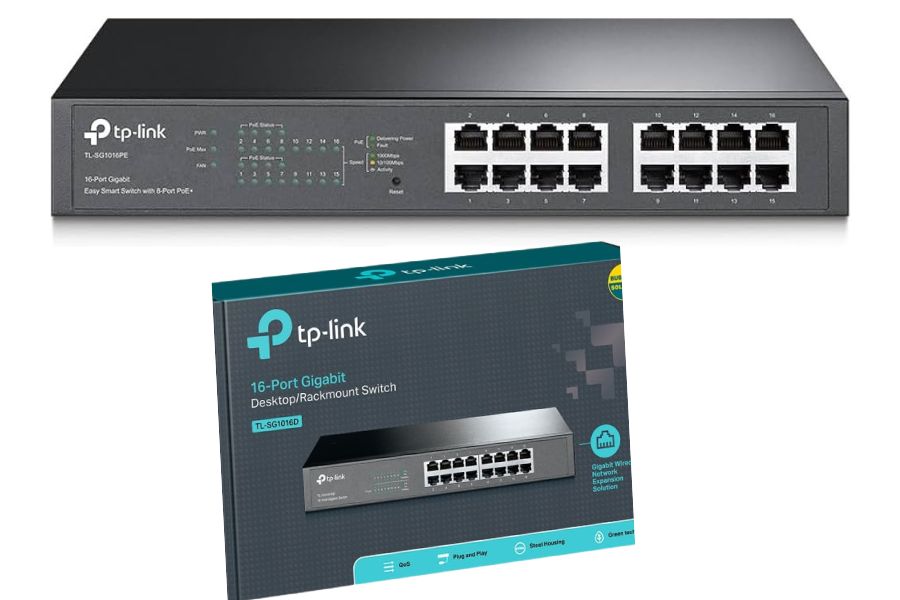 tp-link
TL-SG1016PE
16-Port Gigabit
Easy Smart Switch with 8-Port PoE+
PWR
PoE Max
FAN
PoE Status
2 4 6 8 10 12 14 16
PoE Status
1 3 5 7 9 11 13 15
PoE
Delivering Power
Fault
Speed
1000Mbps
10/100Mbps
Activity
Reset
2 4 6 8 10 12 14 16
1 3 5 7 9 11 13 15
tp-link
tp-link
16-Port Gigabit
Desktop/Rackmount Switch
TL-SG1016D
tp-link
Gigabit Wired
Network
Expansion
Solution
QoS
Plug and Play
Steel Housing
Green